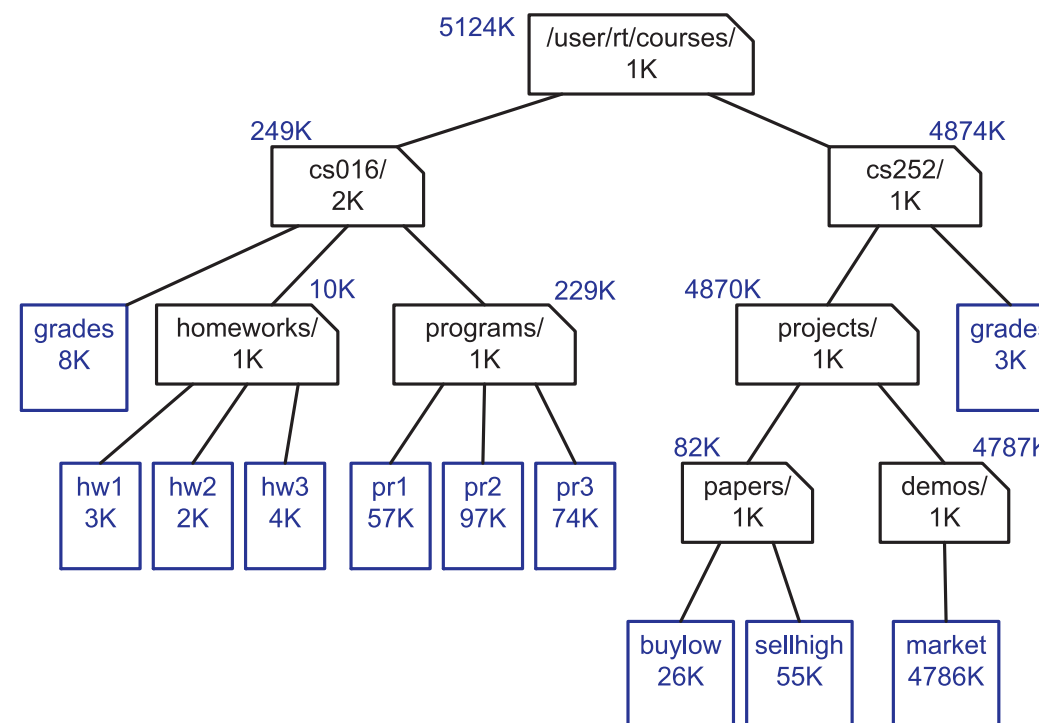 5124K
/user/rt/courses/
1K
249K
cs016/
2K
4874K
cs252/
1K
grades
8K
10K
homeworks/
1K
229K
programs/
1K
4870K
projects/
1K
grades
3K
hw1
3K
hw2
2K
hw3
4K
pr1
57K
pr2
97K
pr3
74K
82K
papers/
1K
4787K
demos/
1K
buylow
26K
sellhigh
55K
market
4786K